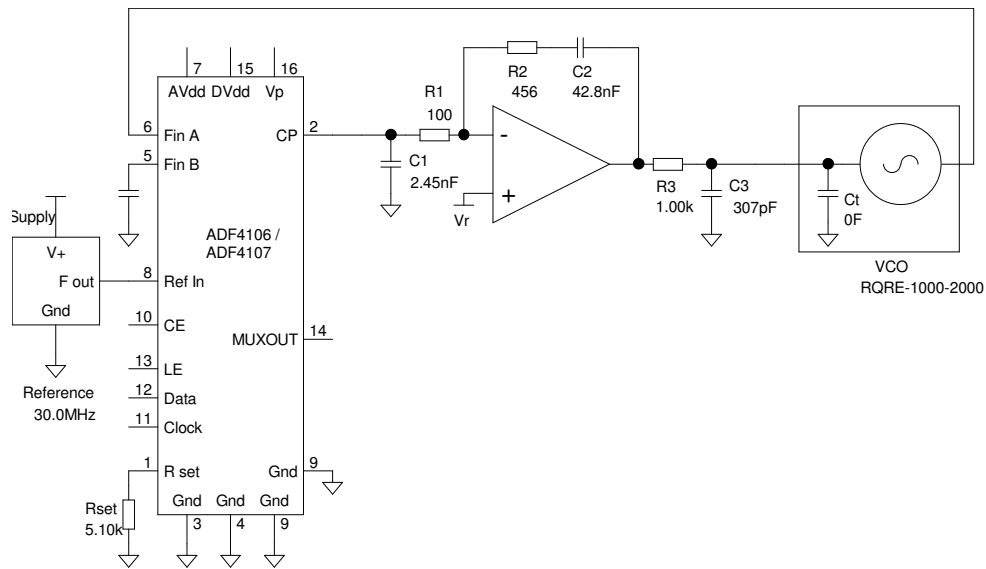 7
15
16
AVdd
DVdd
Vp
6
Fin A
CP
2
5
Fin B
R1
100
C1
2.45nF
R2
456
C2
42.8nF
-
+
Vr
R3
1.00k
C3
307pF
Ct
0F
VCO
RQRE-1000-2000
Supply
V+
F out
Gnd
Reference
30.0MHz
ADF4106 /
ADF4107
8
Ref In
10
CE
MUXOUT
14
13
LE
12
Data
11
Clock
1
R set
Gnd
9
Rset
5.10k
Gnd
Gnd
Gnd
3
4
9